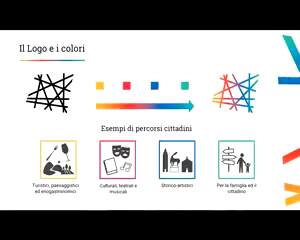 Il Logo e i colori
Esempi di percorsi cittadini
Turistici, paesaggistici
ed enogastronomici
Culturali, teatrali e
musicali
Storico-artistici
Per la famiglia ed il
cittadino